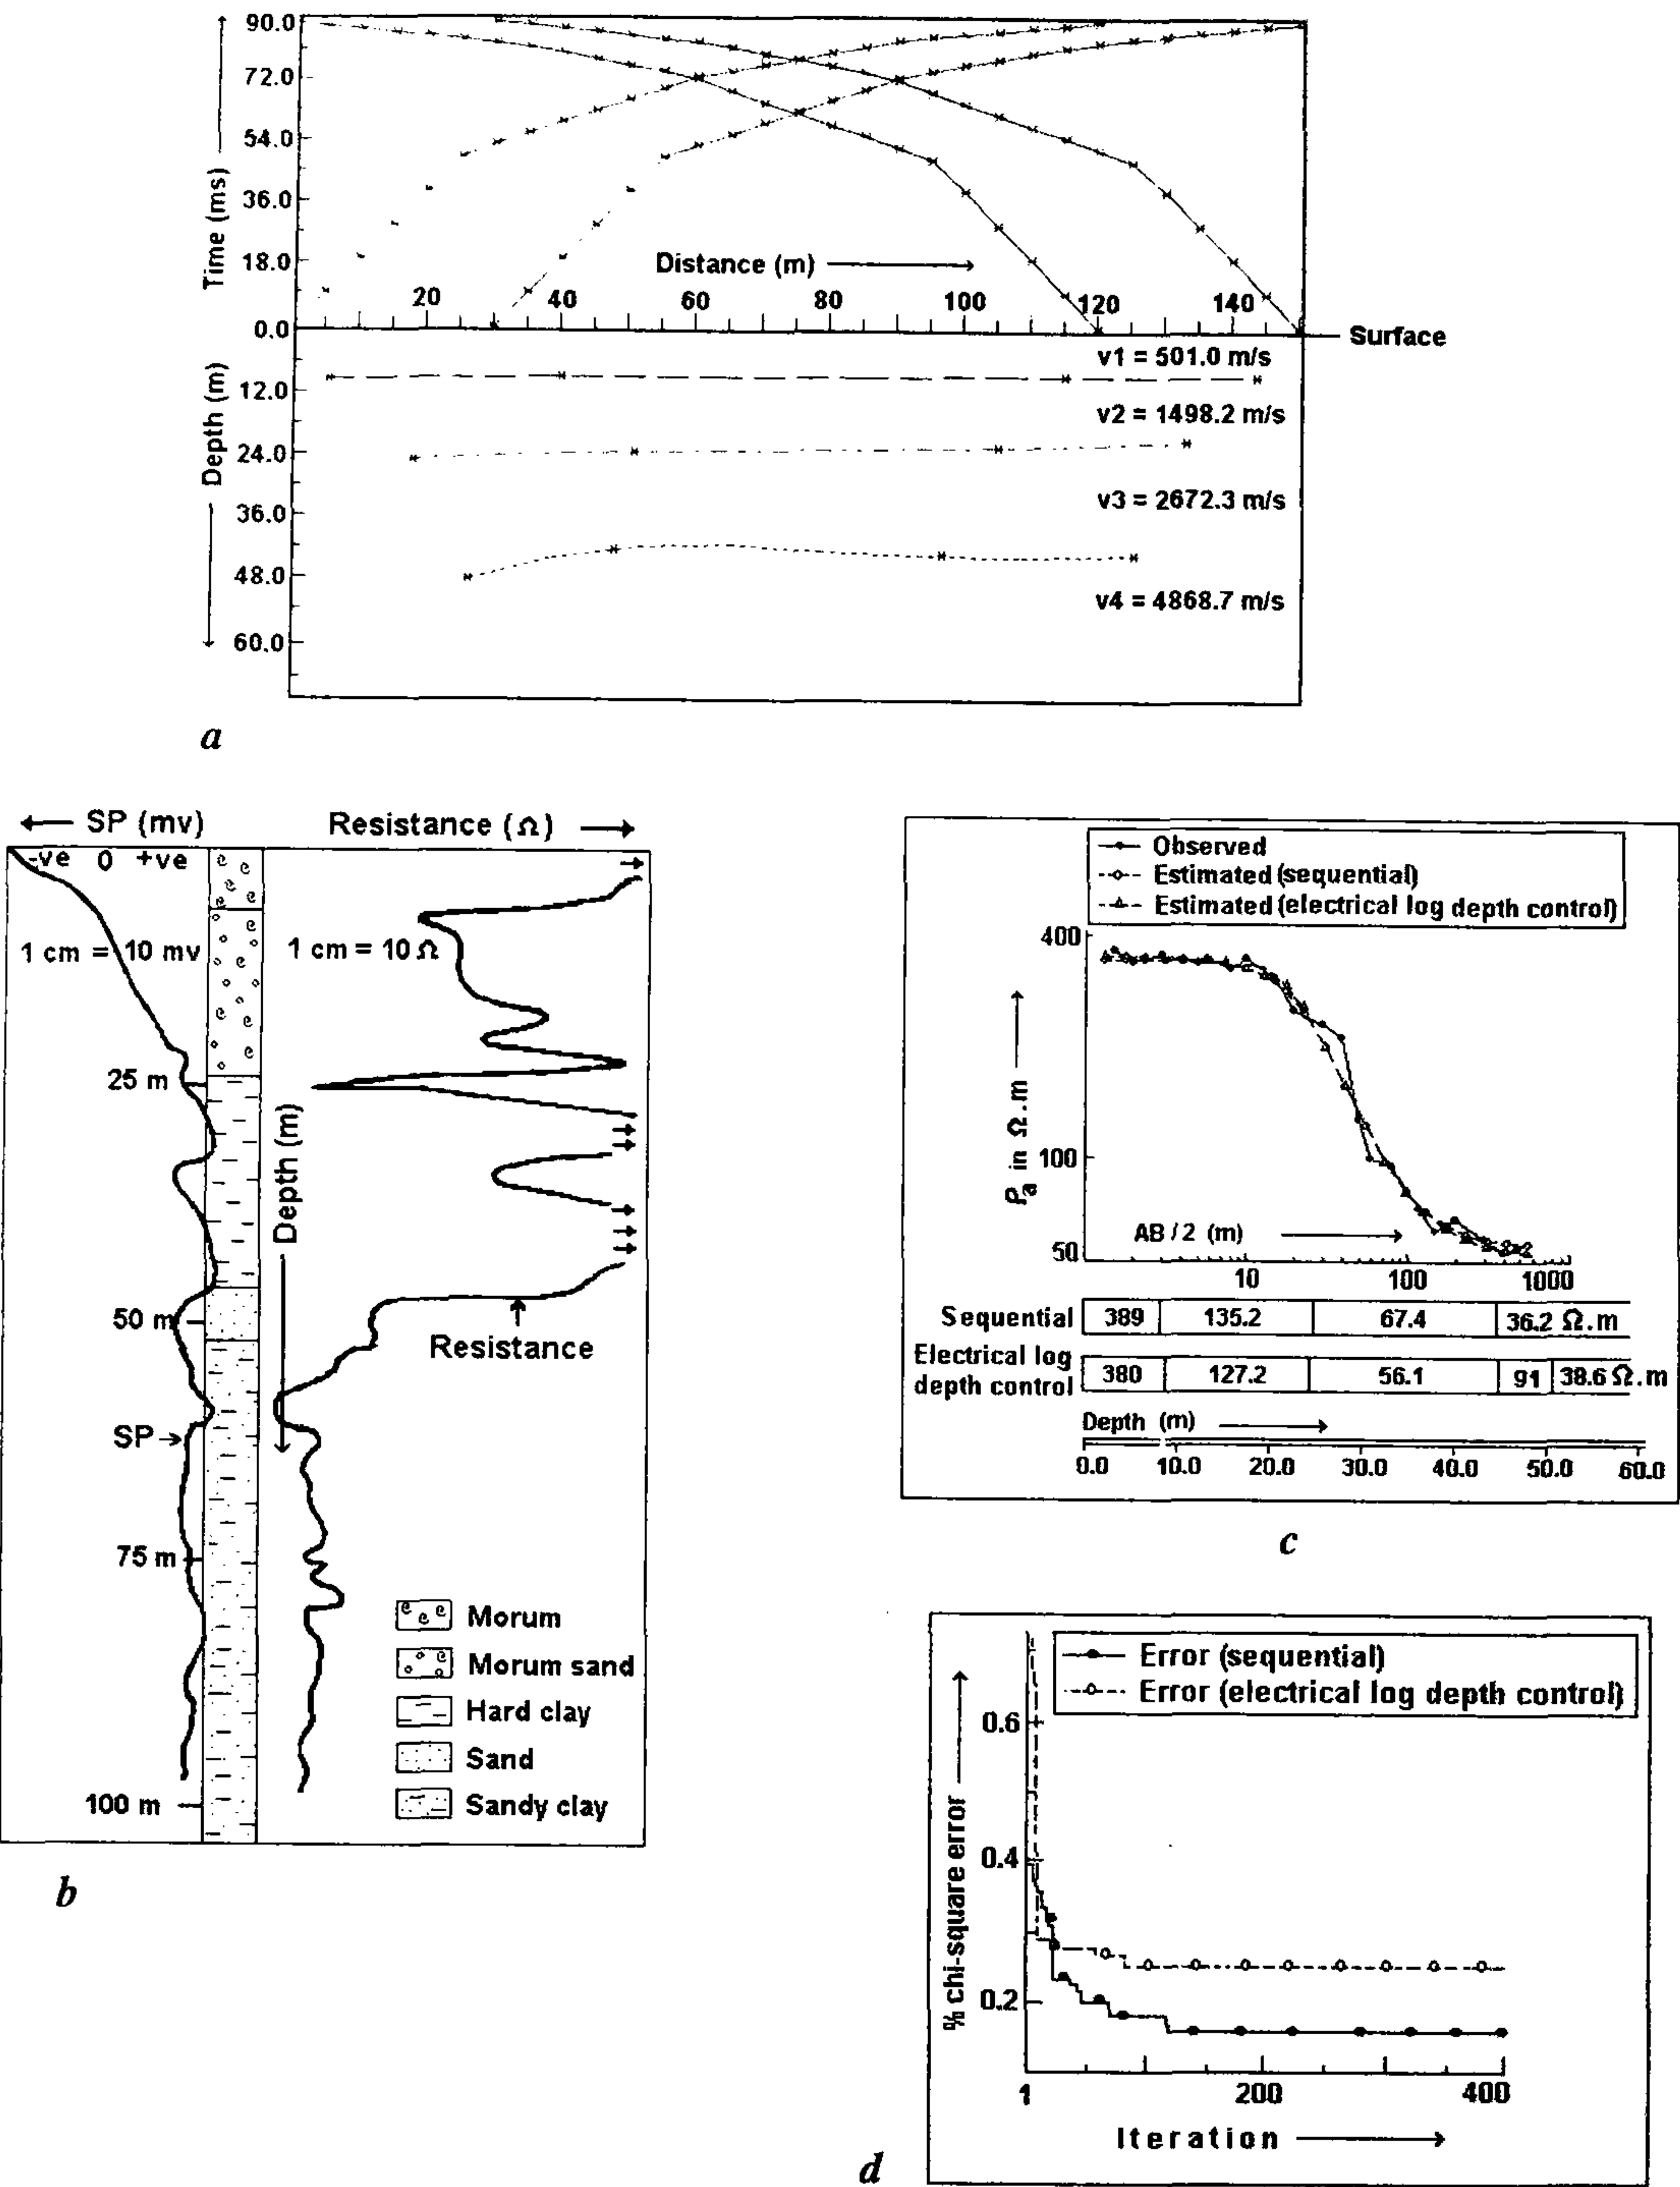 90.0
72.0
54.0
36.0
18.0
0.0
Time (ms)
Distance (m)
20
40
60
80
100
120
140
Surface
Depth (m)
12.0
24.0
36.0
48.0
60.0
v1 = 501.0 m/s
v2 = 1498.2 m/s
v3 = 2672.3 m/s
v4 = 4868.7 m/s
a
SP (mv)
Resistance (Ω)
-ve 0 +ve
1 cm = 10 mv
1 cm = 10 Ω
25 m
Depth (m)
50 m
Resistance
SP
75 m
100 m
Morum
Morum sand
Hard clay
Sand
Sandy clay
b
Observed
Estimated (sequential)
Estimated (electrical log depth control)
400
100
50
ρa in Ω.m
AB/2 (m)
10
100
1000
Sequential 389 135.2 67.4 36.2 Ω.m
Electrical log
depth control 380 127.2 56.1 91 38.6 Ω.m
Depth (m)
0.0 10.0 20.0 30.0 40.0 50.0 60.0
c
Error (sequential)
Error (electrical log depth control)
0.6
0.4
0.2
% chi-square error
1
200
400
Iteration
d